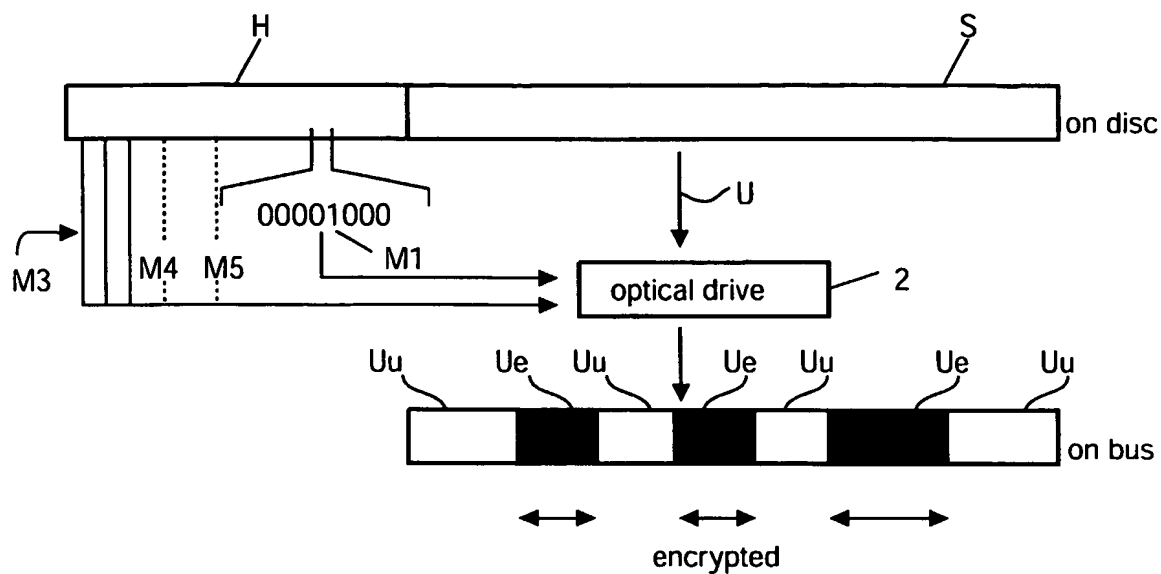 H
S
on disc
U
00001000
M3
M4
M5
M1
optical drive
2
Uu
Ue
Uu
Ue
Uu
Ue
Uu
on bus
encrypted